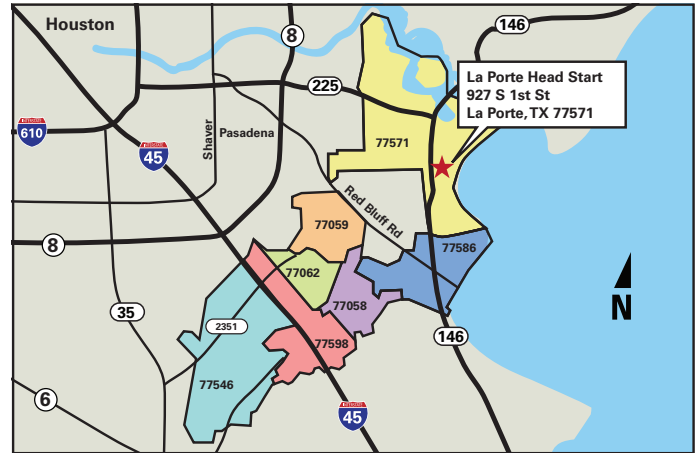 Houston
8
146
La Porte Head Start
927 S 1st St
La Porte, TX 77571
225
610
Shaver
Pasadena
77571
45
Red Bluff Rd
77059
8
77586
77062
77058
N
35
2351
146
77598
77546
6
45